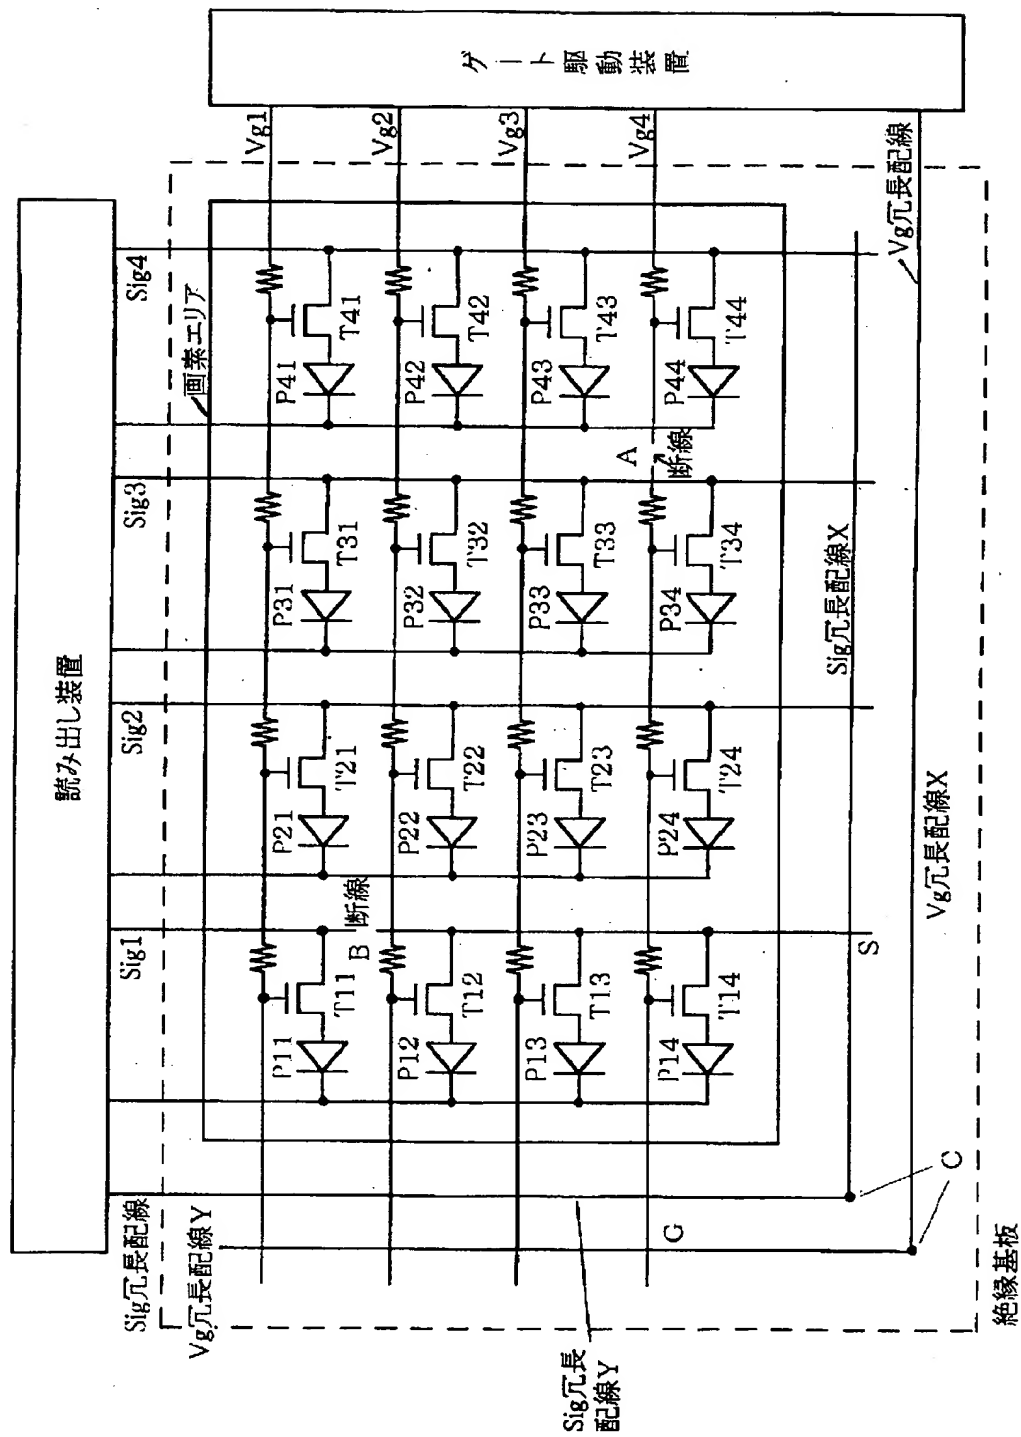 ゲート駆動装置
読み出し装置
Vg1
Vg2
Vg3
Vg4
Sig4
画素エリア
Vg冗長配線
T41
P41
T42
P42
T43
P43
T44
P44
A
断線
Sig3
T31
P31
T32
P32
T33
P33
T34
P34
Sig冗長配線X
Sig2
T21
P21
T22
P22
T23
P23
T24
P24
Vg冗長配線X
断線
B
Sig1
T11
P11
T12
P12
T13
P13
T14
P14
S
C
G
Sig冗長配線
Vg冗長配線Y
Sig冗長
配線Y
絶縁基板